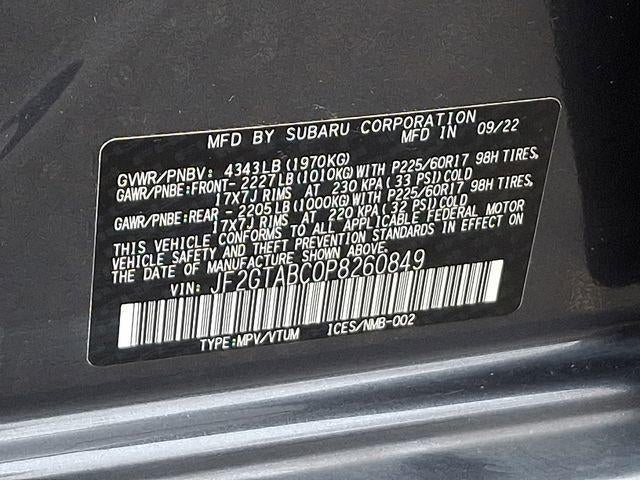 MFD BY SUBARU CORPORATION
MFD IN 09/22
GVWR/PNBV: 4343LB(1970KG)
GAWR/PNBE:FRONT-2227LB(1010KG)WITH P225/60R17 98H TIRES,
17x7J RIMS AT 230 KPA(33 PSI)COLD
GAWR/PNBE:REAR -2205LB(1000KG)WITH P225/60R17 98H TIRES,
17x7J RIMS AT 220 KPA(32 PSI)COLD
THIS VEHICLE CONFORMS TO ALL APPLICABLE FEDERAL MOTOR
VEHICLE SAFETY AND THEFT PREVENTION STANDARDS IN EFFECT ON
THE DATE OF MANUFACTURE SHOWN ABOVE.
VIN: JF2GTABC0P8260849
TYPE:MPV/VTUM ICES/NMB-002